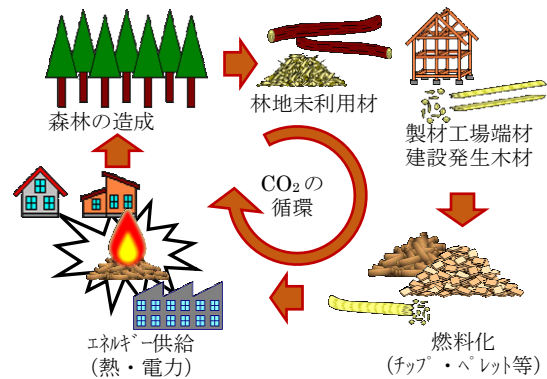 森林の造成
林地未利用材
製材工場端材
建設発生木材
CO₂の
循環
燃料化
(ﾁｯﾌﾟ・ﾍﾟﾚｯﾄ等)
ｴﾈﾙｷﾞｰ供給
(熱・電力)